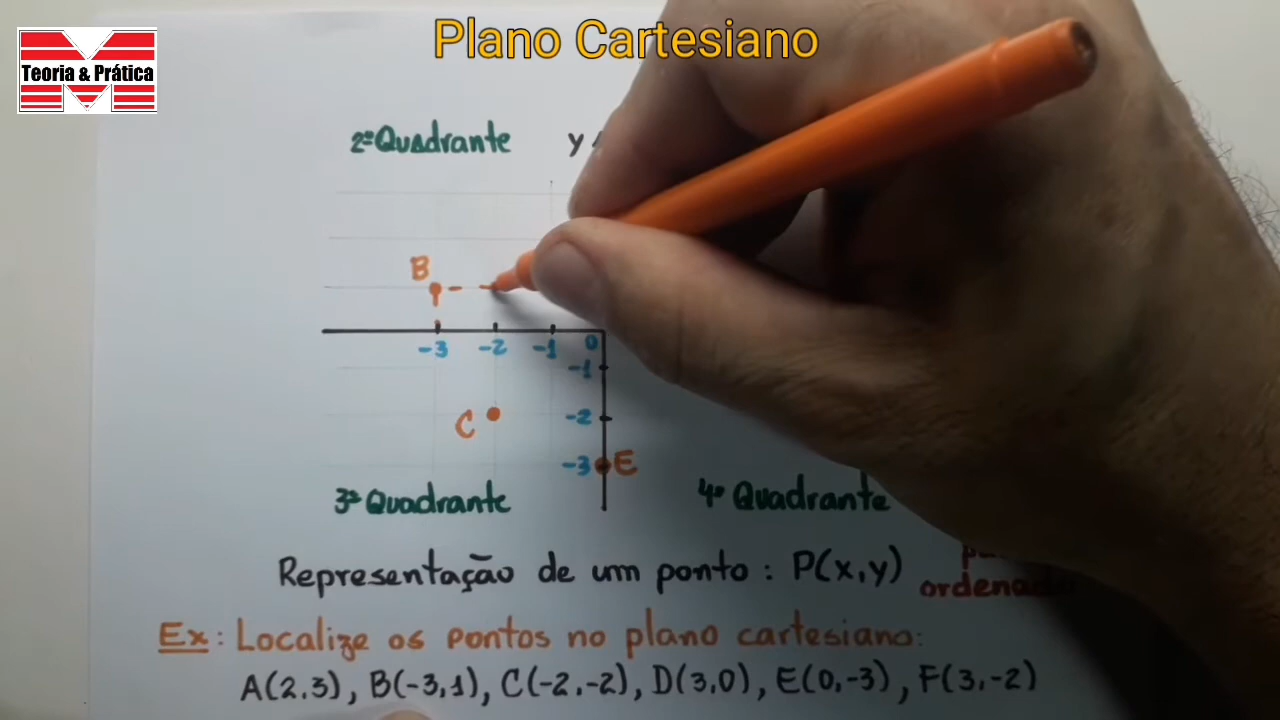 Plano Cartesiano
Teoria & Prática
2º Quadrante
y
B
-3 -2 -1 0
-1
C
-2
-3 E
3º Quadrante
4º Quadrante
Representação de um ponto : P(x,y)
Ex: Localize os pontos no plano cartesiano:
A(2,3), B(-3,1), C(-2,-2), D(3,0), E(0,-3), F(3,-2)